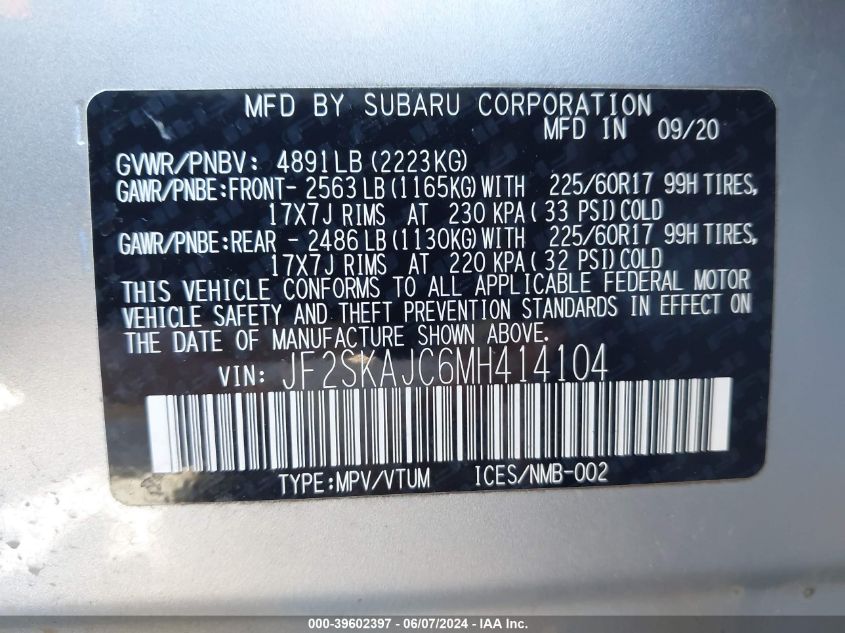 MFD BY SUBARU CORPORATION
MFD IN 09/20
GVWR/PNBV: 4891LB(2223KG)
GAWR/PNBE:FRONT- 2563LB(1165KG)WITH 225/60R17 99H TIRES,
17X7J RIMS AT 230 KPA( 33 PSI)COLD
GAWR/PNBE:REAR - 2486LB(1130KG)WITH 225/60R17 99H TIRES,
17X7J RIMS AT 220 KPA( 32 PSI)COLD
THIS VEHICLE CONFORMS TO ALL APPLICABLE FEDERAL MOTOR
VEHICLE SAFETY AND THEFT PREVENTION STANDARDS IN EFFECT ON
THE DATE OF MANUFACTURE SHOWN ABOVE.
VIN: JF2SKAJC6MH414104
TYPE:MPV/VTUM ICES/NMB-002
000-39602397 - 06/07/2024 - IAA Inc.